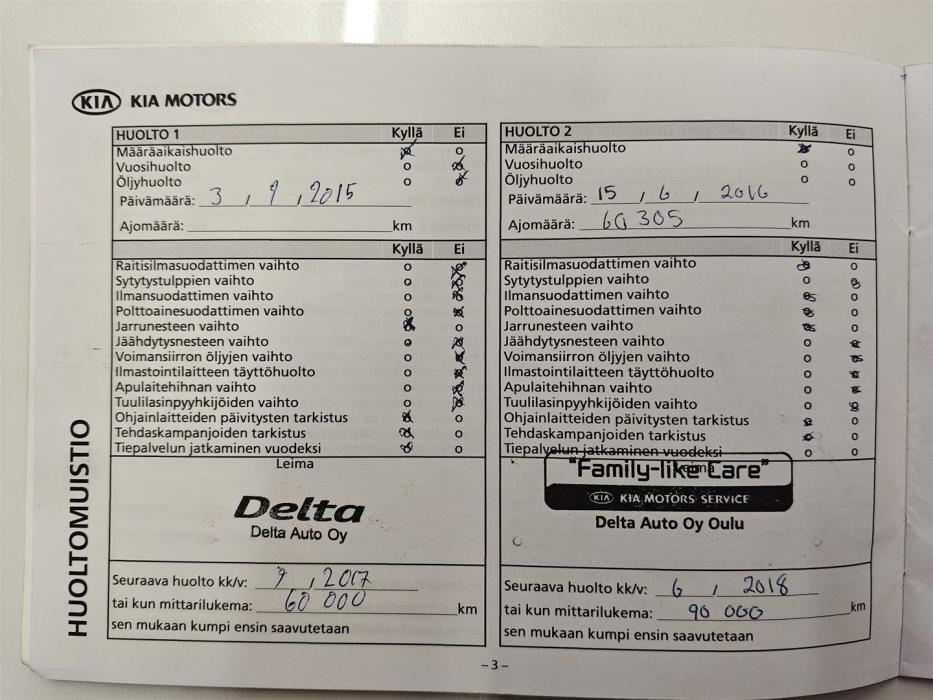 KIA KIA MOTORS
HUOLTO 1 Kyllä Ei
Määräaikaishuolto
Vuosihuolto
Öljyhuolto
Päivämäärä: 3 / 9 / 2015
Ajomäärä: km
Kyllä Ei
Raitisilmasuodattimen vaihto
Sytytystulppien vaihto
Ilmansuodattimen vaihto
Polttoainesuodattimen vaihto
Jarrunesteen vaihto
Jäähdytysnesteen vaihto
Voimansiirron öljyjen vaihto
Ilmastointilaitteen täyttöhuolto
Apulaitehihnan vaihto
Tuulilasinpyyhkijöiden vaihto
Ohjainlaitteiden päivitysten tarkistus
Tehdaskampanjoiden tarkistus
Tiepalvelun jatkaminen vuodeksi
Leima
Delta
Delta Auto Oy
Seuraava huolto kk/v: 9 / 2017
tai kun mittarilukema: 60 000 km
sen mukaan kumpi ensin saavutetaan
HUOLTO 2 Kyllä Ei
Määräaikaishuolto
Vuosihuolto
Öljyhuolto
Päivämäärä: 15 / 6 / 2016
Ajomäärä: 60 305 km
Kyllä Ei
Raitisilmasuodattimen vaihto
Sytytystulppien vaihto
Ilmansuodattimen vaihto
Polttoainesuodattimen vaihto
Jarrunesteen vaihto
Jäähdytysnesteen vaihto
Voimansiirron öljyjen vaihto
Ilmastointilaitteen täyttöhuolto
Apulaitehihnan vaihto
Tuulilasinpyyhkijöiden vaihto
Ohjainlaitteiden päivitysten tarkistus
Tehdaskampanjoiden tarkistus
Tiepalvelun jatkaminen vuodeksi
Leima
"Family-like Care"
KIA KIA MOTORS SERVICE
Delta Auto Oy Oulu
Seuraava huolto kk/v: 6 / 2018
tai kun mittarilukema: 90 000 km
sen mukaan kumpi ensin saavutetaan
HUOLTOMUISTIO
– 3 –